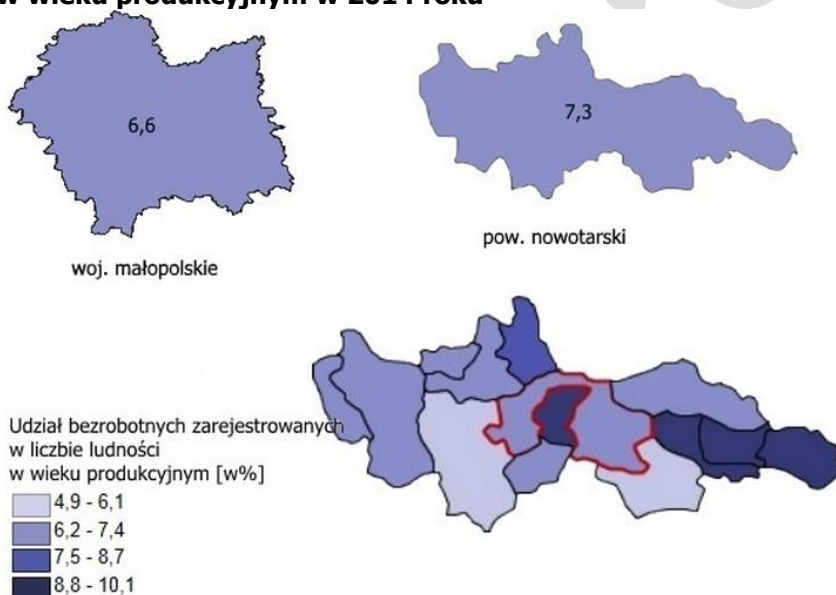 w wieku produkcyjnym w 2014 roku
6,6
7,3
woj. małopolskie
pow. nowotarski
Udział bezrobotnych zarejestrowanych
w liczbie ludności
w wieku produkcyjnym [w%]
4,9 - 6,1
6,2 - 7,4
7,5 - 8,7
8,8 - 10,1